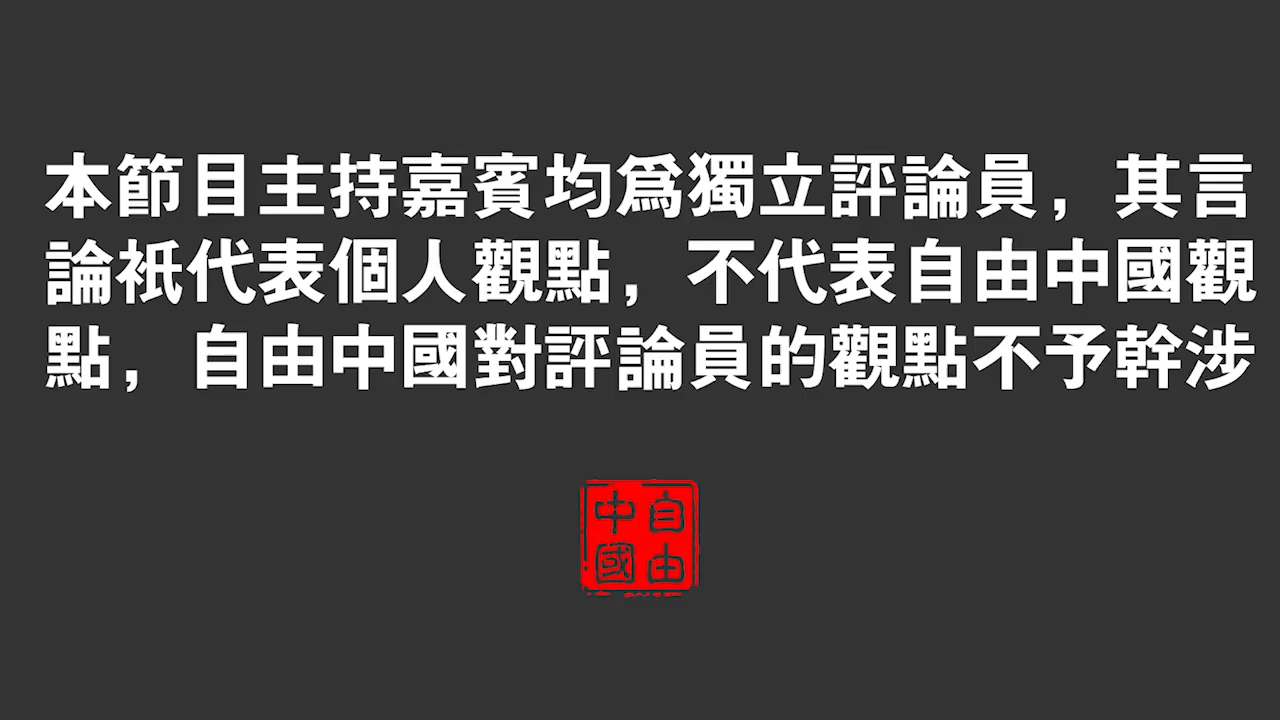 本節目主持嘉賓均爲獨立評論員，其言
論祇代表個人觀點，不代表自由中國觀
點，自由中國對評論員的觀點不予幹涉
自由
中國